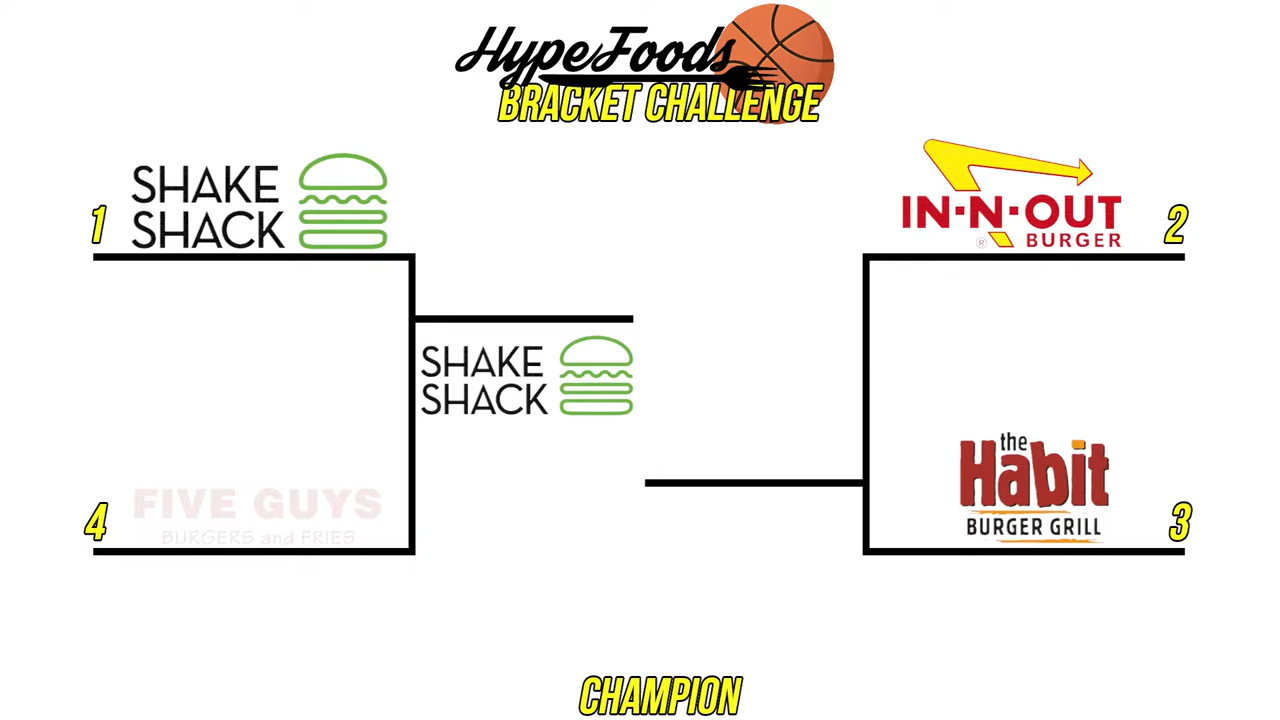 HypeFoods
BRACKET CHALLENGE
1
SHAKE
SHACK
IN-N-OUT
® BURGER
2
SHAKE
SHACK
4
FIVE GUYS
BURGERS and FRIES
the
Habit
BURGER GRILL
3
CHAMPION